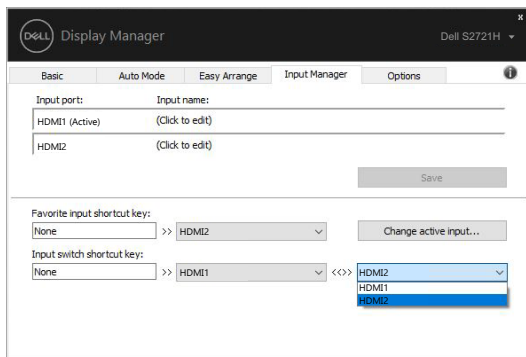 DELL Display Manager
x
Dell S2721H
Basic Auto Mode Easy Arrange Input Manager Options i
Input port: Input name:
HDMI1 (Active) (Click to edit)
HDMI2 (Click to edit)
Save
Favorite input shortcut key:
None >> HDMI2 Change active input...
Input switch shortcut key:
None >> HDMI1 <<>> HDMI2
HDMI1
HDMI2